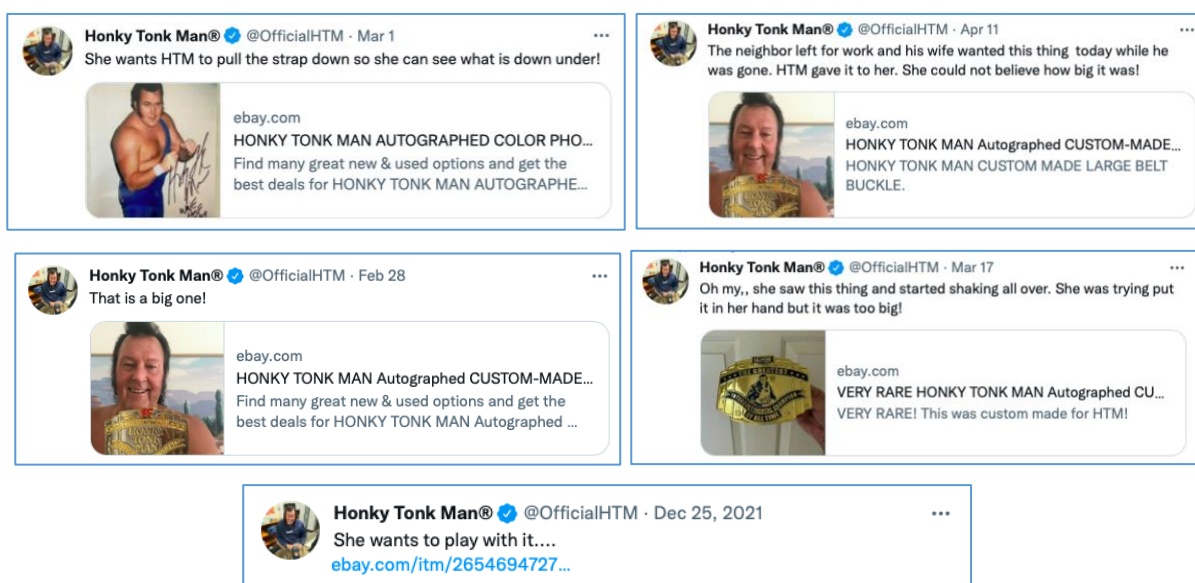 Honky Tonk Man® @OfficialHTM · Mar 1 ...
She wants HTM to pull the strap down so she can see what is down under!
ebay.com
HONKY TONK MAN AUTOGRAPHED COLOR PHO...
Find many great new & used options and get the
best deals for HONKY TONK MAN AUTOGRAPHE...
Honky Tonk Man® @OfficialHTM · Apr 11 ...
The neighbor left for work and his wife wanted this thing today while he
was gone. HTM gave it to her. She could not believe how big it was!
ebay.com
HONKY TONK MAN Autographed CUSTOM-MADE...
HONKY TONK MAN CUSTOM MADE LARGE BELT
BUCKLE.
Honky Tonk Man® @OfficialHTM · Feb 28 ...
That is a big one!
ebay.com
HONKY TONK MAN Autographed CUSTOM-MADE...
Find many great new & used options and get the
best deals for HONKY TONK MAN Autographed ...
Honky Tonk Man® @OfficialHTM · Mar 17 ...
Oh my,, she saw this thing and started shaking all over. She was trying put
it in her hand but it was too big!
THE GREATEST
ebay.com
VERY RARE HONKY TONK MAN Autographed CU...
VERY RARE! This was custom made for HTM!
Honky Tonk Man® @OfficialHTM · Dec 25, 2021 ...
She wants to play with it....
ebay.com/itm/2654694727...